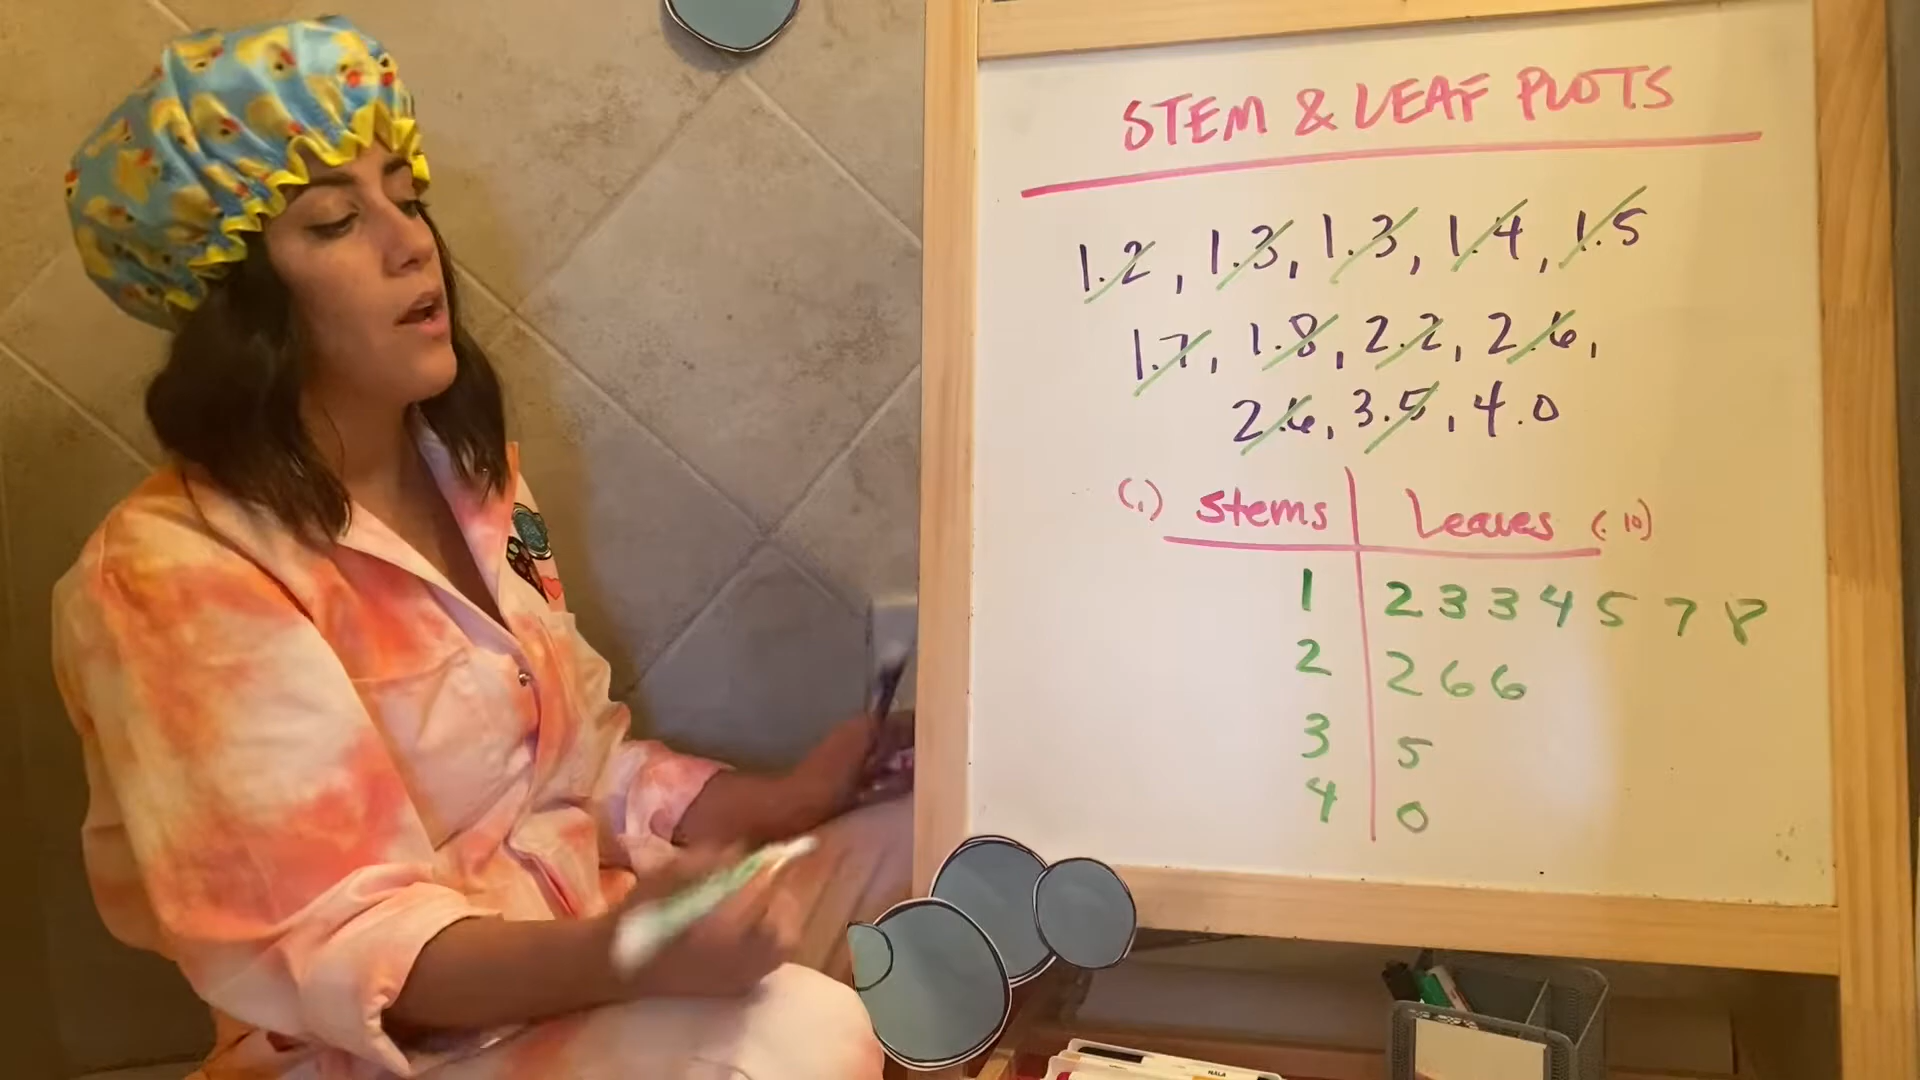 STEM & LEAF PLOTS
1.2, 1.3, 1.3, 1.4, 1.5
1.7, 1.8, 2.2, 2.6,
2.6, 3.5, 4.0
(1) stems | Leaves (.10)
1 | 2 3 3 4 5 7 8
2 | 2 6 6
3 | 5
4 | 0